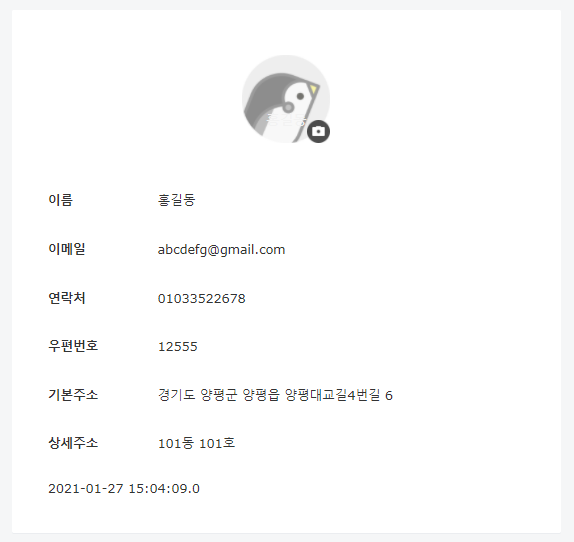 이름 홍길동
이메일 abcdefg@gmail.com
연락처 01033522678
우편번호 12555
기본주소 경기도 양평군 양평읍 양평대교길4번길 6
상세주소 101동 101호
2021-01-27 15:04:09.0